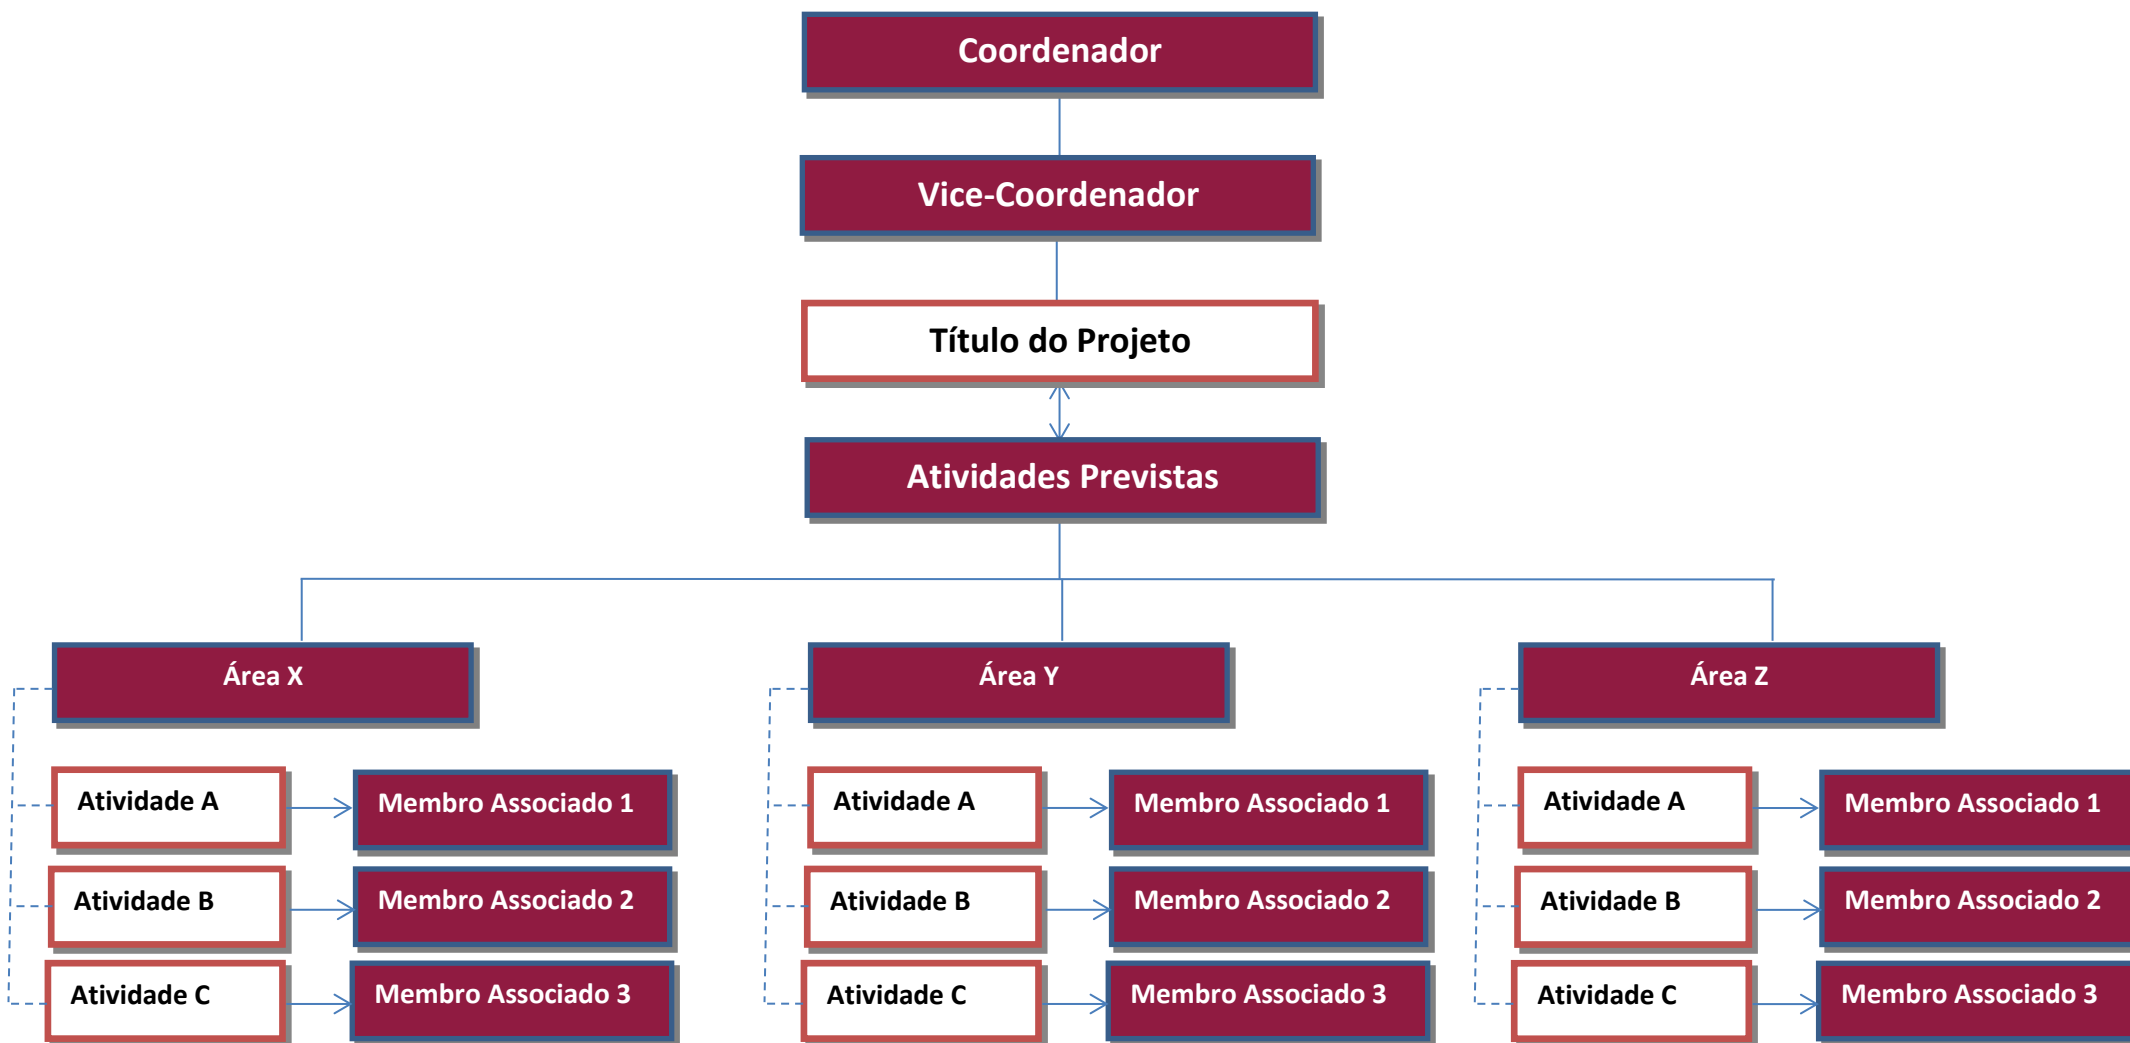 Coordenador
Vice-Coordenador
Título do Projeto
Atividades Previstas
Área X
Área Y
Área Z
Atividade A
Membro Associado 1
Atividade A
Membro Associado 1
Atividade A
Membro Associado 1
Atividade B
Membro Associado 2
Atividade B
Membro Associado 2
Atividade B
Membro Associado 2
Atividade C
Membro Associado 3
Atividade C
Membro Associado 3
Atividade C
Membro Associado 3